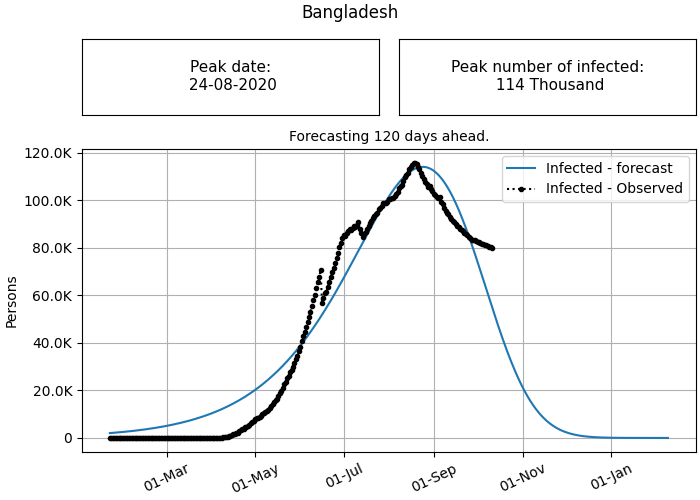 Bangladesh
Peak date:
24-08-2020
Peak number of infected:
114 Thousand
Forecasting 120 days ahead.
120.0K
100.0K
80.0K
60.0K
40.0K
20.0K
0
Persons
Infected - forecast
Infected - Observed
01-Mar
01-May
01-Jul
01-Sep
01-Nov
01-Jan